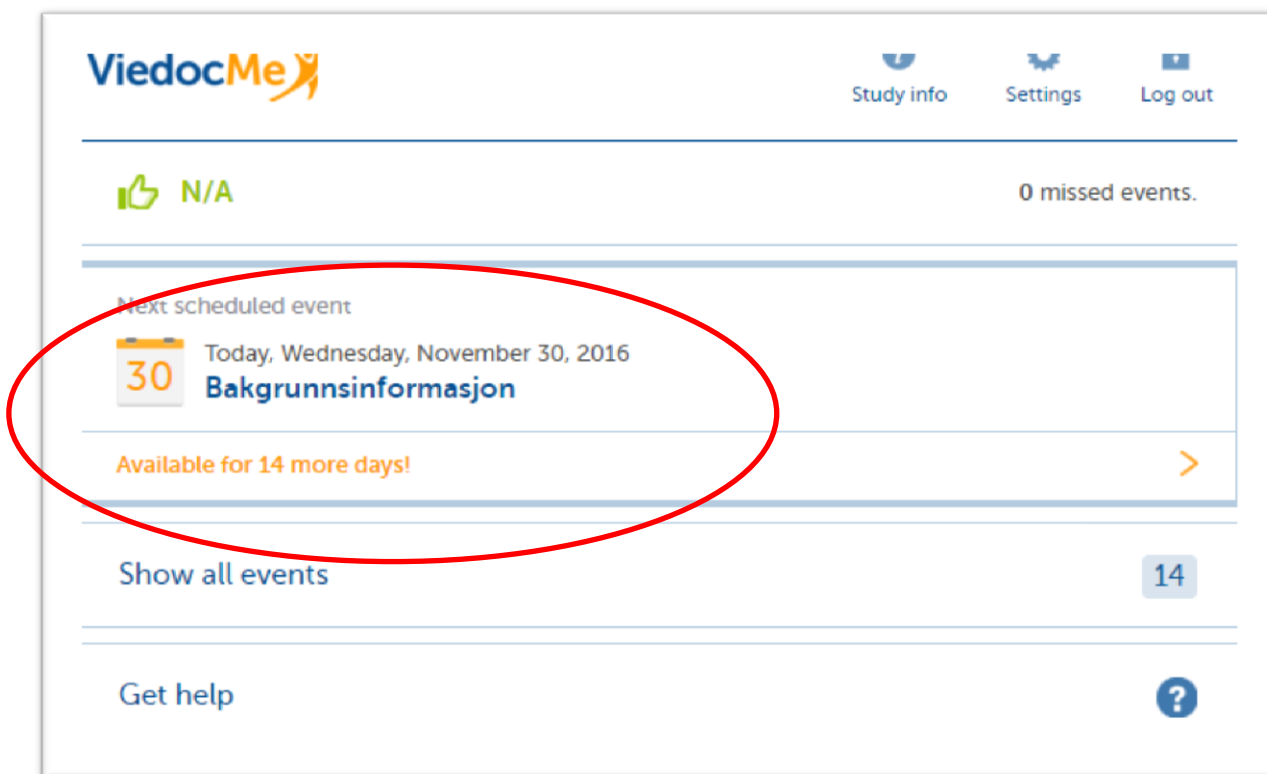 ViedocMe
Study info Settings Log out
N/A 0 missed events.
Next scheduled event
30 Today, Wednesday, November 30, 2016
Bakgrunnsinformasjon
Available for 14 more days!
Show all events 14
Get help ?